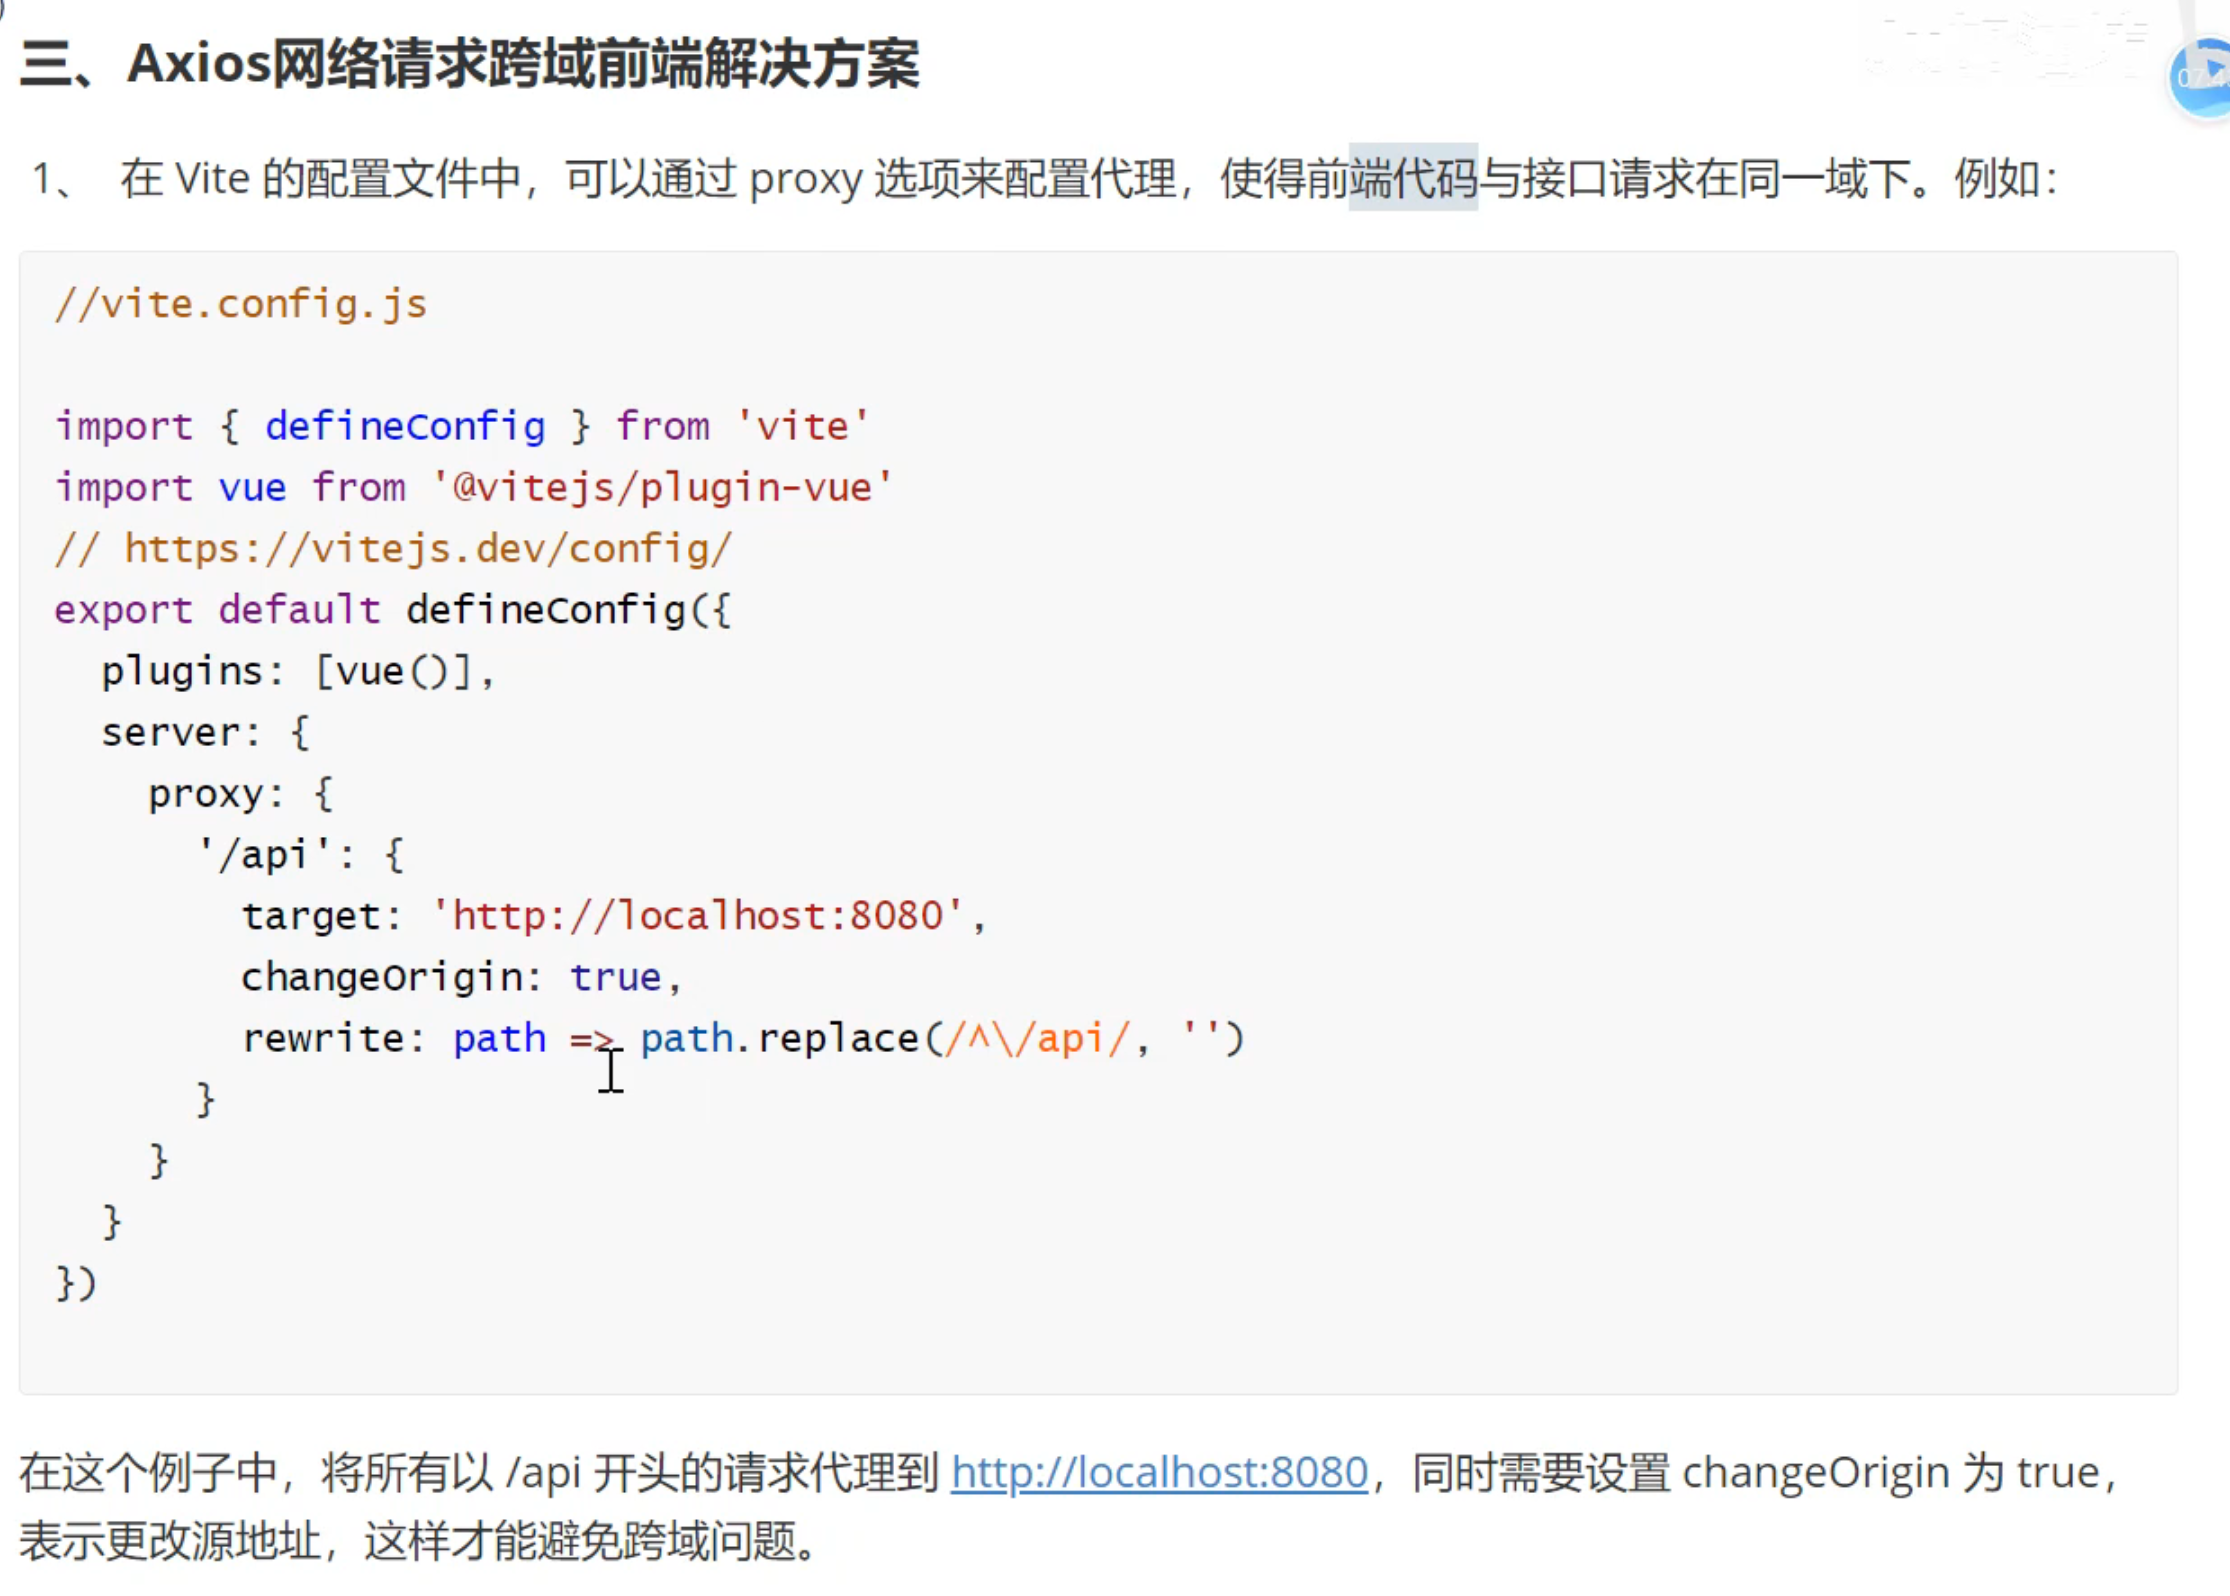 三、Axios网络请求跨域前端解决方案
1、 在 Vite 的配置文件中，可以通过 proxy 选项来配置代理，使得前端代码与接口请求在同一域下。例如：
//vite.config.js
import { defineConfig } from 'vite'
import vue from '@vitejs/plugin-vue'
// https://vitejs.dev/config/
export default defineConfig({
  plugins: [vue()],
  server: {
    proxy: {
      '/api': {
        target: 'http://localhost:8080',
        changeOrigin: true,
        rewrite: path => path.replace(/^\/api/, '')
      }
    }
  }
})
在这个例子中，将所有以 /api 开头的请求代理到 http://localhost:8080，同时需要设置 changeOrigin 为 true，
表示更改源地址，这样才能避免跨域问题。